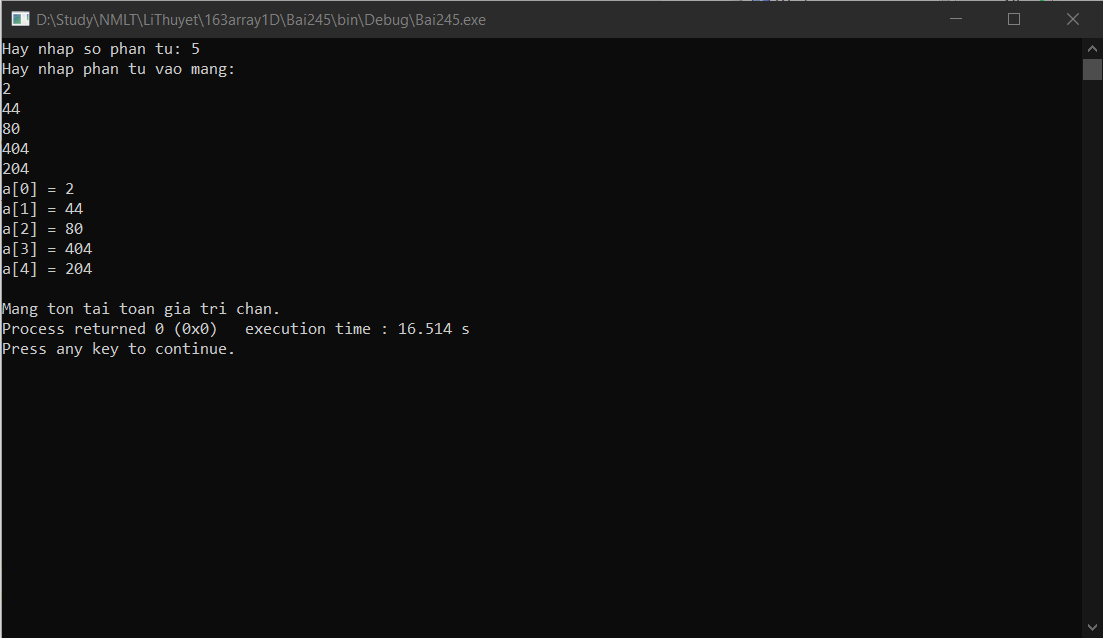 D:\Study\NMLT\LiThuyet\163array1D\Bai245\bin\Debug\Bai245.exe
Hay nhap so phan tu: 5
Hay nhap phan tu vao mang:
2
44
80
404
204
a[0] = 2
a[1] = 44
a[2] = 80
a[3] = 404
a[4] = 204
Mang ton tai toan gia tri chan.
Process returned 0 (0x0)   execution time : 16.514 s
Press any key to continue.